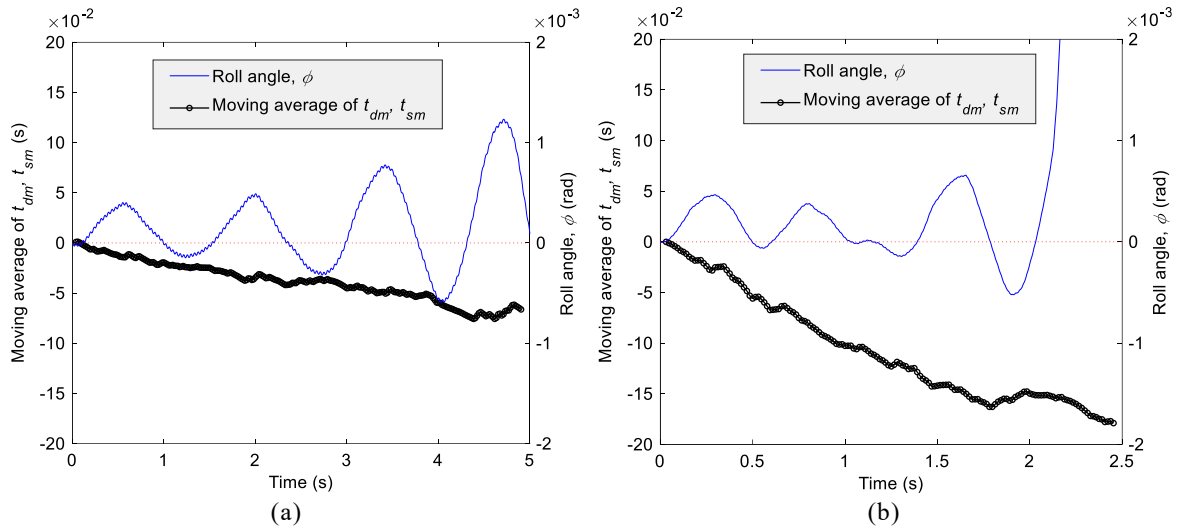 ×10⁻² ×10⁻³
20 2
15
10 1
5
0 0
-5
-10 -1
-15
-20 -2
0 1 2 3 4 5
Time (s)
Moving average of t_dm, t_sm (s)
Roll angle, ϕ (rad)
Roll angle, ϕ
Moving average of t_dm, t_sm
(a)
×10⁻² ×10⁻³
20 2
15
10 1
5
0 0
-5
-10 -1
-15
-20 -2
0 0.5 1 1.5 2 2.5
Time (s)
Moving average of t_dm, t_sm (s)
Roll angle, ϕ (rad)
Roll angle, ϕ
Moving average of t_dm, t_sm
(b)